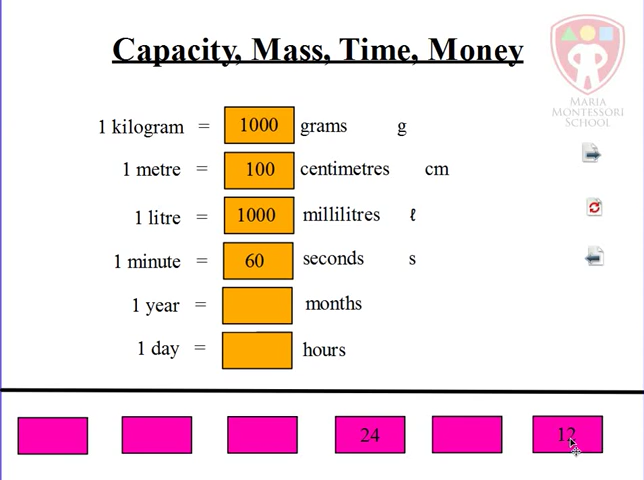 Capacity, Mass, Time, Money
MARIA
MONTESSORI
SCHOOL
1 kilogram = 1000 grams g
1 metre = 100 centimetres cm
1 litre = 1000 millilitres ℓ
1 minute = 60 seconds s
1 year = months
1 day = hours
24 12